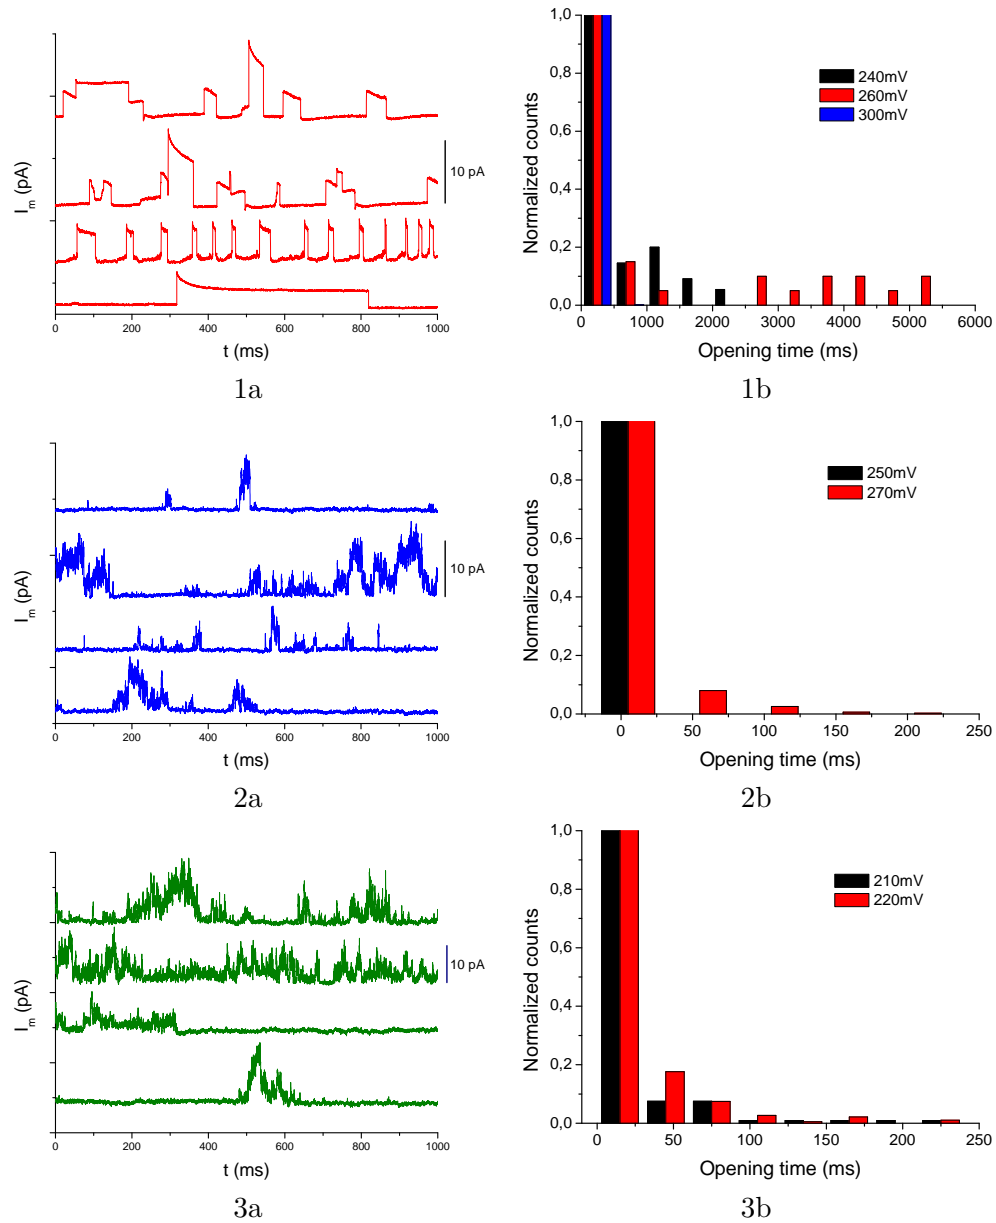 I_m (pA)
10 pA
0 200 400 600 800 1000
t (ms)
1a
Normalized counts
1,0
0,8
0,6
0,4
0,2
0,0
240mV
260mV
300mV
0 1000 2000 3000 4000 5000 6000
Opening time (ms)
1b
I_m (pA)
10 pA
0 200 400 600 800 1000
t (ms)
2a
Normalized counts
1,0
0,8
0,6
0,4
0,2
0,0
250mV
270mV
0 50 100 150 200 250
Opening time (ms)
2b
I_m (pA)
10 pA
0 200 400 600 800 1000
t (ms)
3a
Normalized counts
1,0
0,8
0,6
0,4
0,2
0,0
210mV
220mV
0 50 100 150 200 250
Opening time (ms)
3b